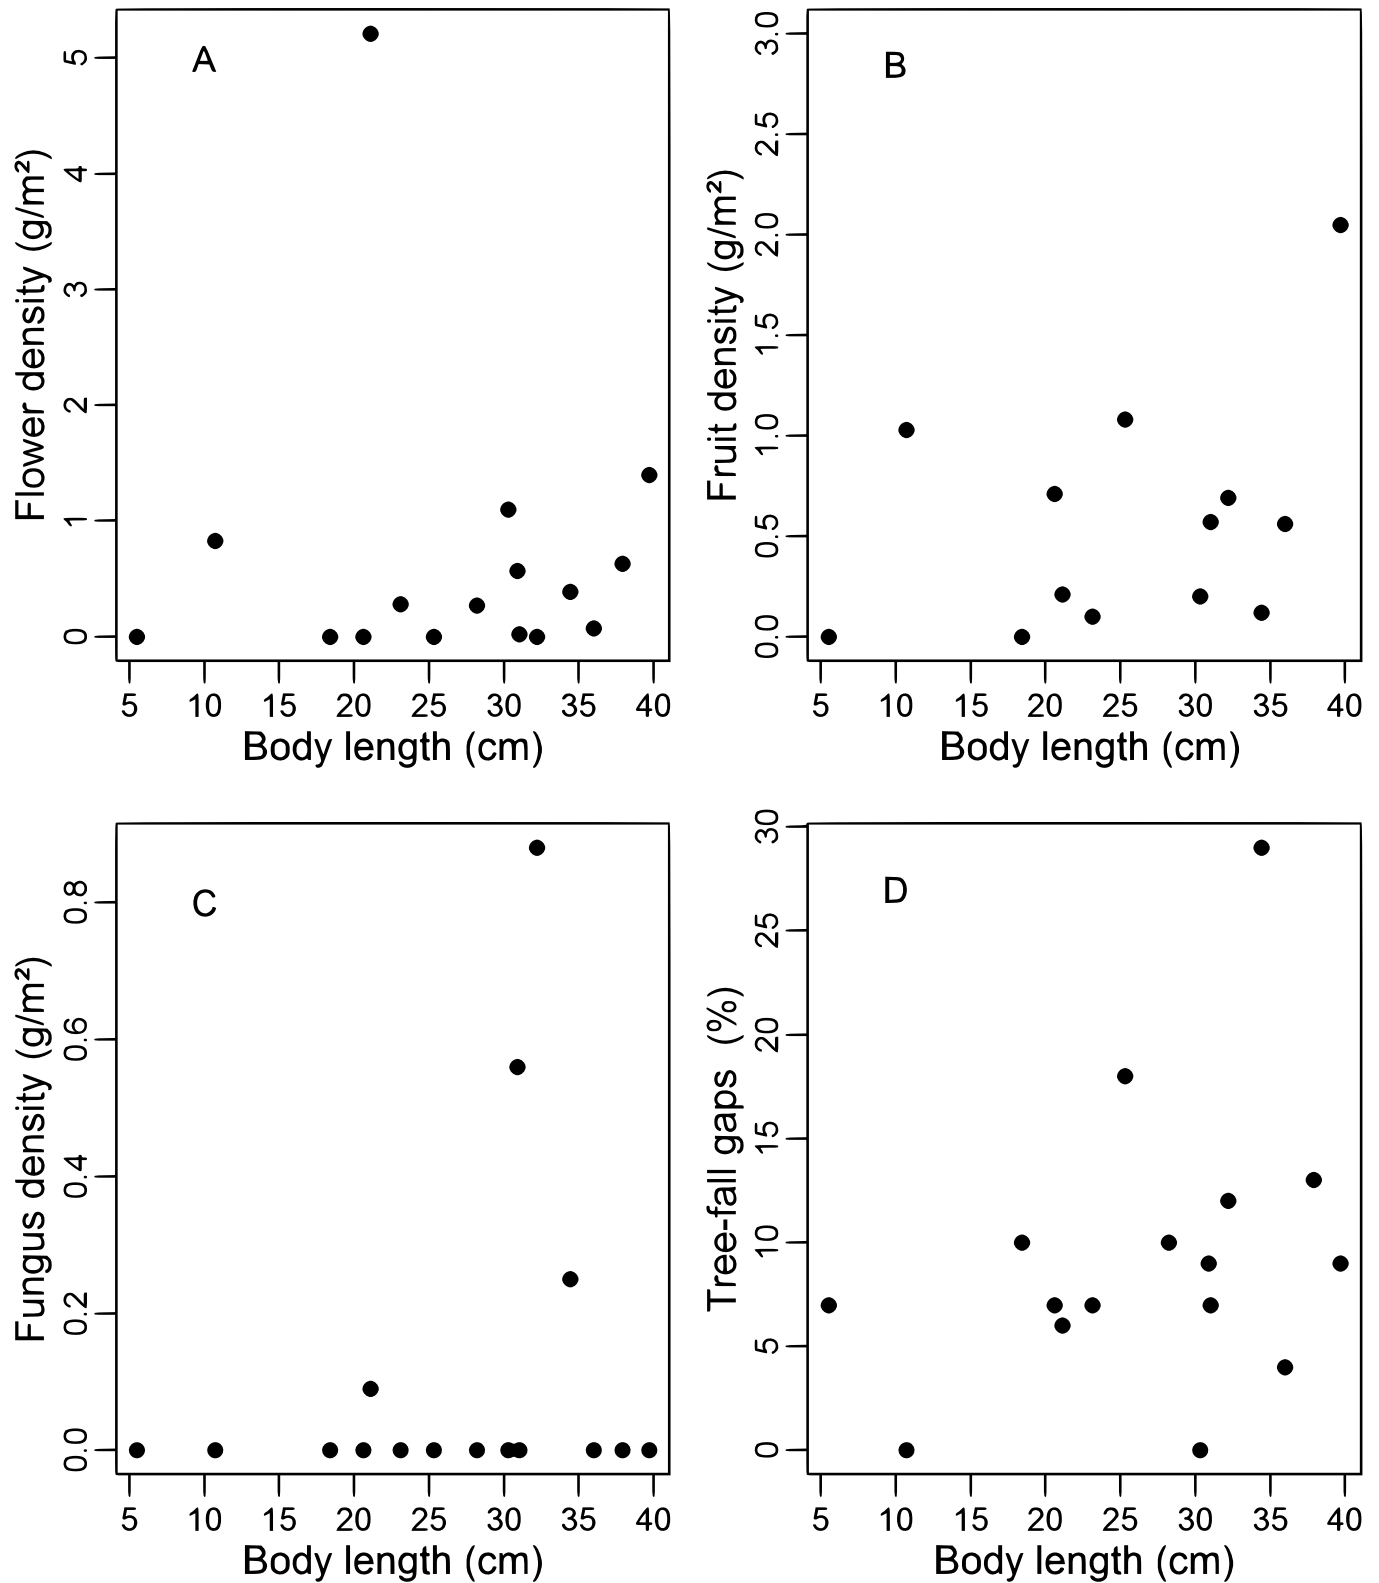 A
Flower density (g/m²)
5
4
3
2
1
0
5 10 15 20 25 30 35 40
Body length (cm)
B
Fruit density (g/m²)
3.0
2.5
2.0
1.5
1.0
0.5
0.0
5 10 15 20 25 30 35 40
Body length (cm)
C
Fungus density (g/m²)
0.8
0.6
0.4
0.2
0.0
5 10 15 20 25 30 35 40
Body length (cm)
D
Tree-fall gaps (%)
30
25
20
15
10
5
0
5 10 15 20 25 30 35 40
Body length (cm)